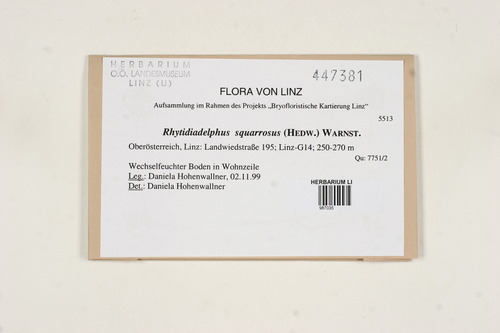 HERBARIUM
O.Ö. LANDESMUSEUM
LINZ (U)
447381
FLORA VON LINZ
Aufsammlung im Rahmen des Projekts „Bryofloristische Kartierung Linz"
5513
Rhytidiadelphus squarrosus (HEDW.) WARNST.
Oberösterreich, Linz: Landwiedstraße 195; Linz-G14; 250-270 m
Qu: 7751/2
Wechselfeuchter Boden in Wohnzeile
Leg.: Daniela Hohenwallner, 02.11.99
Det.: Daniela Hohenwallner
HERBARIUM LI
987035